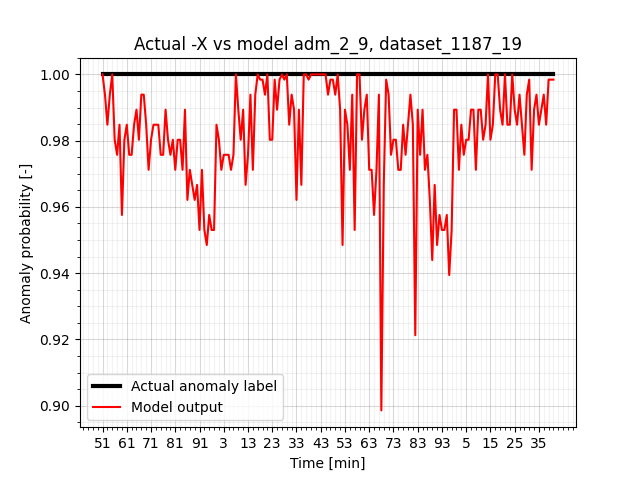 Actual -X vs model adm_2_9, dataset_1187_19
1.00
0.98
0.96
0.94
0.92
0.90
Anomaly probability [-]
Actual anomaly label
Model output
51 61 71 81 91 3 13 23 33 43 53 63 73 83 93 5 15 25 35
Time [min]